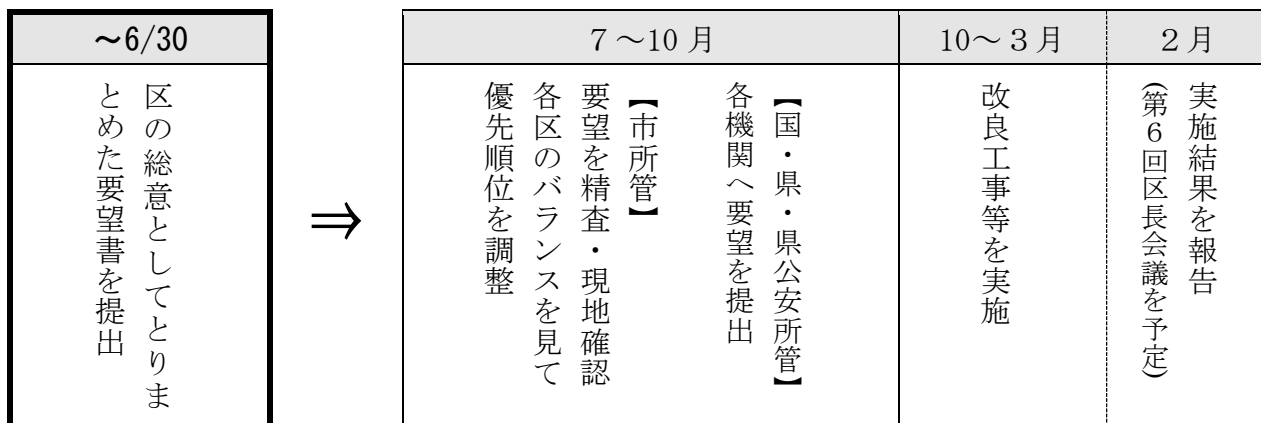 ～6/30
区の総意としてとりま
とめた要望書を提出
⇒
７～10 月
【国・県・県公安所管】
各機関へ要望を提出
【市所管】
要望を精査・現地確認
各区のバランスを見て
優先順位を調整
10～３月
改良工事等を実施
２月
実施結果を報告
(第６回区長会議を予定)